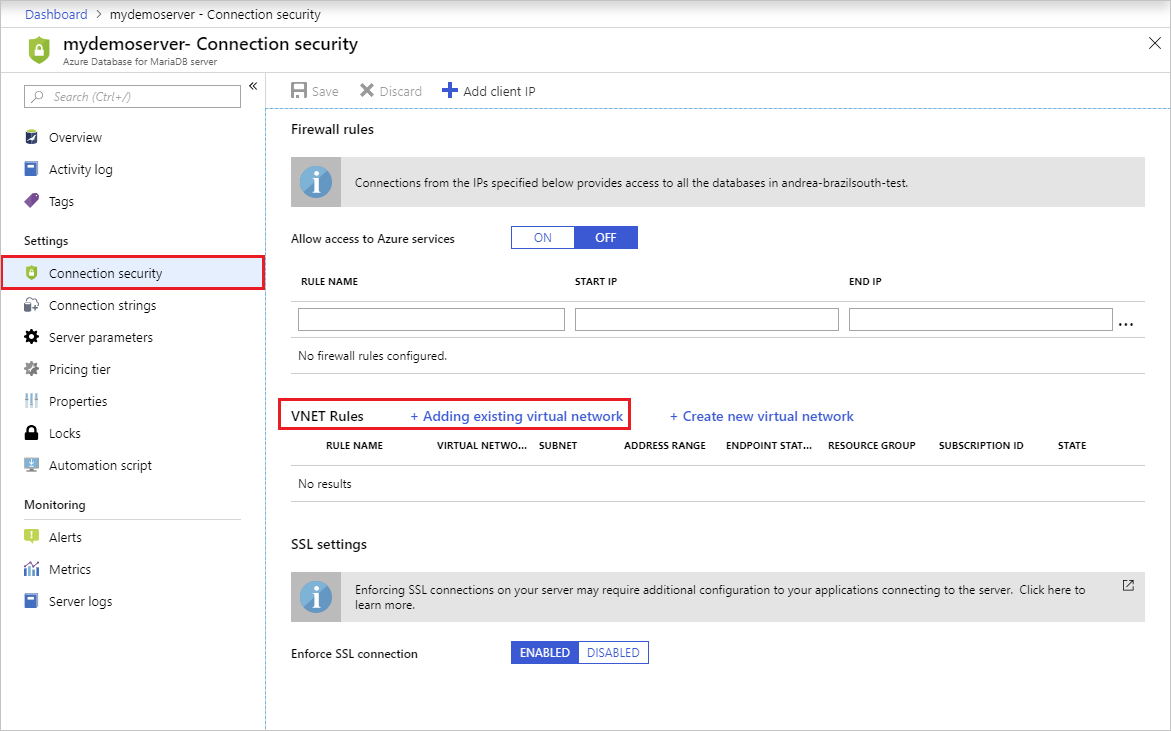 Dashboard > mydemoserver - Connection security
mydemoserver- Connection security
Azure Database for MariaDB server
Search (Ctrl+/)
«
Overview
Activity log
Tags
Settings
Connection security
Connection strings
Server parameters
Pricing tier
Properties
Locks
Automation script
Monitoring
Alerts
Metrics
Server logs
Save Discard Add client IP
Firewall rules
Connections from the IPs specified below provides access to all the databases in andrea-brazilsouth-test.
Allow access to Azure services ON OFF
RULE NAME START IP END IP
...
No firewall rules configured.
VNET Rules + Adding existing virtual network + Create new virtual network
RULE NAME VIRTUAL NETWO... SUBNET ADDRESS RANGE ENDPOINT STAT... RESOURCE GROUP SUBSCRIPTION ID STATE
No results
SSL settings
Enforcing SSL connections on your server may require additional configuration to your applications connecting to the server. Click here to
learn more.
Enforce SSL connection ENABLED DISABLED